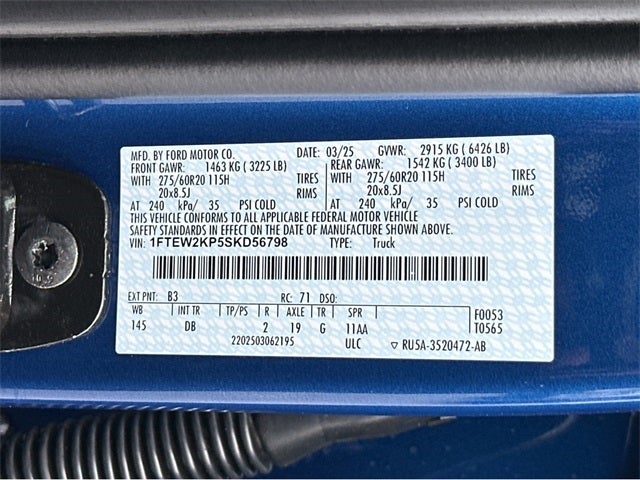 MFD. BY FORD MOTOR CO. DATE: 03/25 GVWR: 2915 KG ( 6426 LB)
FRONT GAWR: 1463 KG ( 3225 LB) REAR GAWR: 1542 KG ( 3400 LB)
WITH 275/60R20 115H TIRES WITH 275/60R20 115H TIRES
20x8.5J RIMS 20x8.5J RIMS
AT 240 kPa/ 35 PSI COLD AT 240 kPa/ 35 PSI COLD
THIS VEHICLE CONFORMS TO ALL APPLICABLE FEDERAL MOTOR VEHICLE
SAFETY STANDARDS IN EFFECT ON THE DATE OF MANUFACTURE SHOWN ABOVE.
VIN: 1FTEW2KP5SKD56798 TYPE: Truck
EXT PNT: B3 RC: 71 DSO:
WB INT TR TP/PS R AXLE TR SPR F0053
145 DB 2 19 G 11AA T0565
2202503062195 ULC ▽ RU5A-3520472-AB